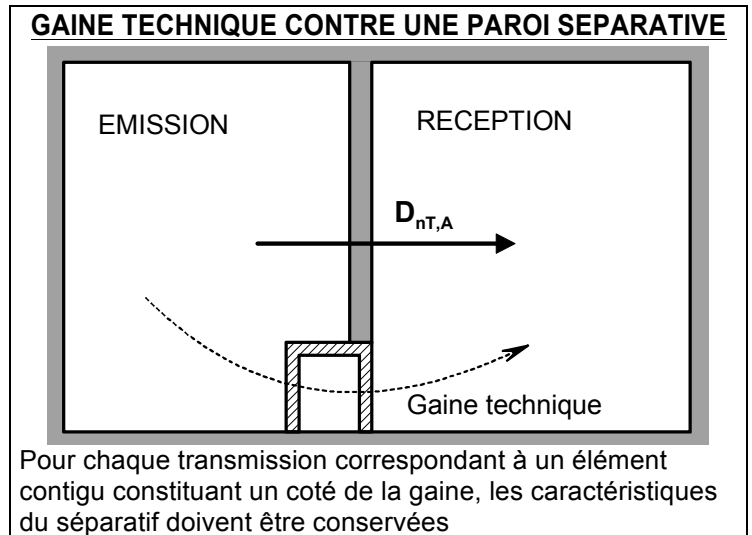 GAINE TECHNIQUE CONTRE UNE PAROI SEPARATIVE
EMISSION
RECEPTION
DnT,A
Gaine technique
Pour chaque transmission correspondant à un élément
contigu constituant un coté de la gaine, les caractéristiques
du séparatif doivent être conservées